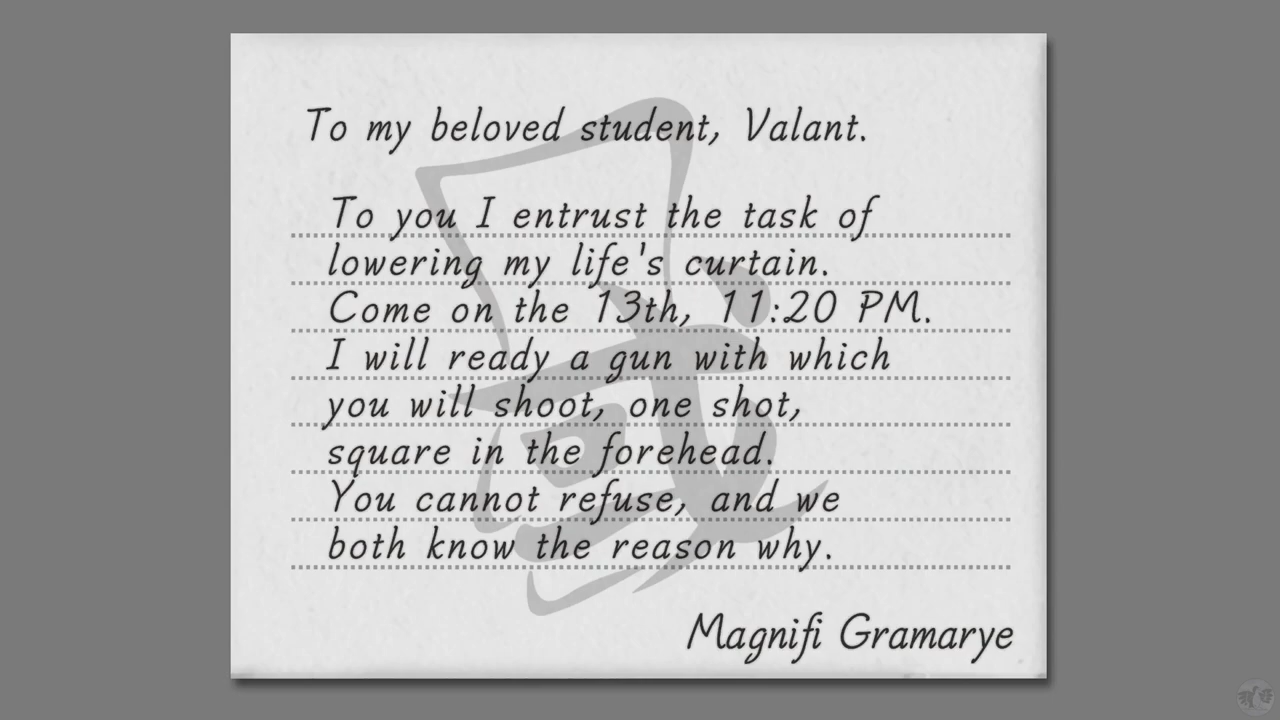 To my beloved student, Valant.
To you I entrust the task of
lowering my life's curtain.
Come on the 13th, 11:20 PM.
I will ready a gun with which
you will shoot, one shot,
square in the forehead.
You cannot refuse, and we
both know the reason why.
Magnifi Gramarye